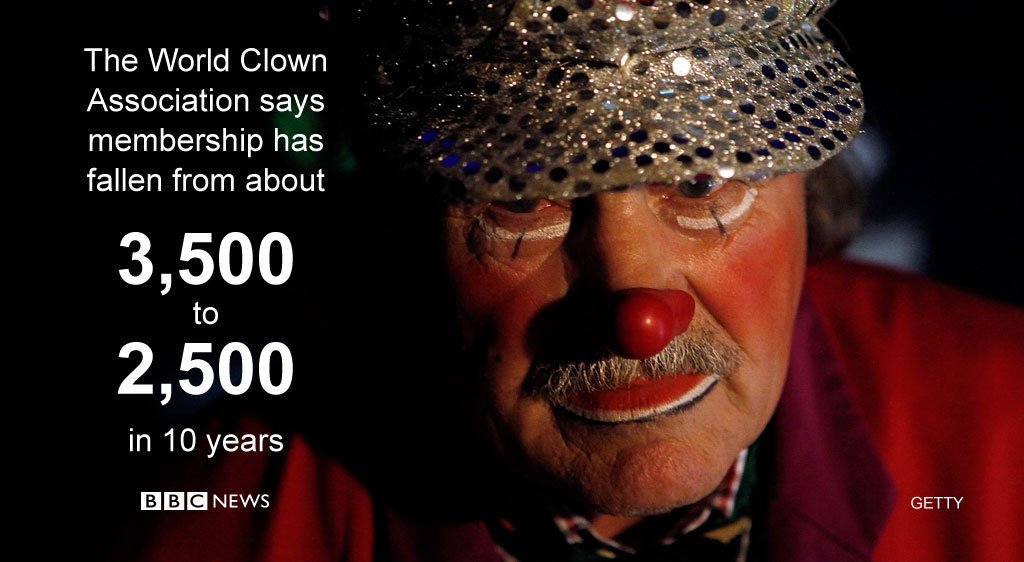 The World Clown
Association says
membership has
fallen from about
3,500
to
2,500
in 10 years
BBC NEWS
GETTY